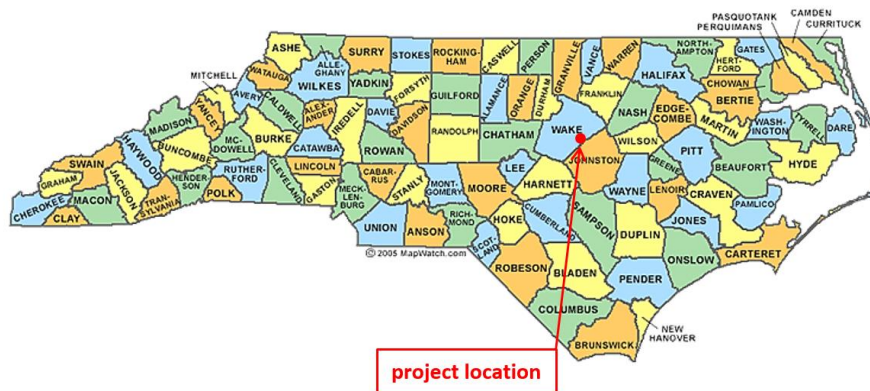 PASQUOTANK
PERQUIMANS
CAMDEN
CURRITUCK
ASHE
ALLE-
GHANY
SURRY
STOKES
ROCKING-
HAM
CASWELL
PERSON
GRANVILLE
VANCE
WARREN
NORTH-
AMPTON
GATES
HERT-
FORD
HALIFAX
CHOWAN
BERTIE
MITCHELL
WATAUGA
WILKES
YADKIN
FORSYTH
GUILFORD
ALAMANCE
ORANGE
DURHAM
FRANKLIN
NASH
EDGE-
COMBE
MARTIN
WASH-
INGTON
TYRRELL
DARE
MADISON
YANCEY
AVERY
CALDWELL
ALEX-
ANDER
IREDELL
DAVIE
DAVIDSON
RANDOLPH
CHATHAM
WAKE
WILSON
PITT
BEAUFORT
HYDE
HAYWOOD
BUNCOMBE
MC-
DOWELL
BURKE
CATAWBA
ROWAN
JOHNSTON
GREENE
SWAIN
GRAHAM
JACKSON
HENDER-
SON
RUTHER-
FORD
CLEVELAND
LINCOLN
GASTON
CABAR-
RUS
STANLY
MONT-
GOMERY
MOORE
LEE
HARNETT
WAYNE
LENOIR
CRAVEN
PAMLICO
CHEROKEE
CLAY
MACON
TRAN-
SYLVANIA
POLK
MECK-
LEN-
BURG
UNION
ANSON
RICH-
MOND
SCOT-
LAND
HOKE
CUMBERLAND
SAMPSON
DUPLIN
JONES
ONSLOW
CARTERET
© 2005 MapWatch.com
ROBESON
BLADEN
PENDER
COLUMBUS
NEW
HANOVER
BRUNSWICK
project location